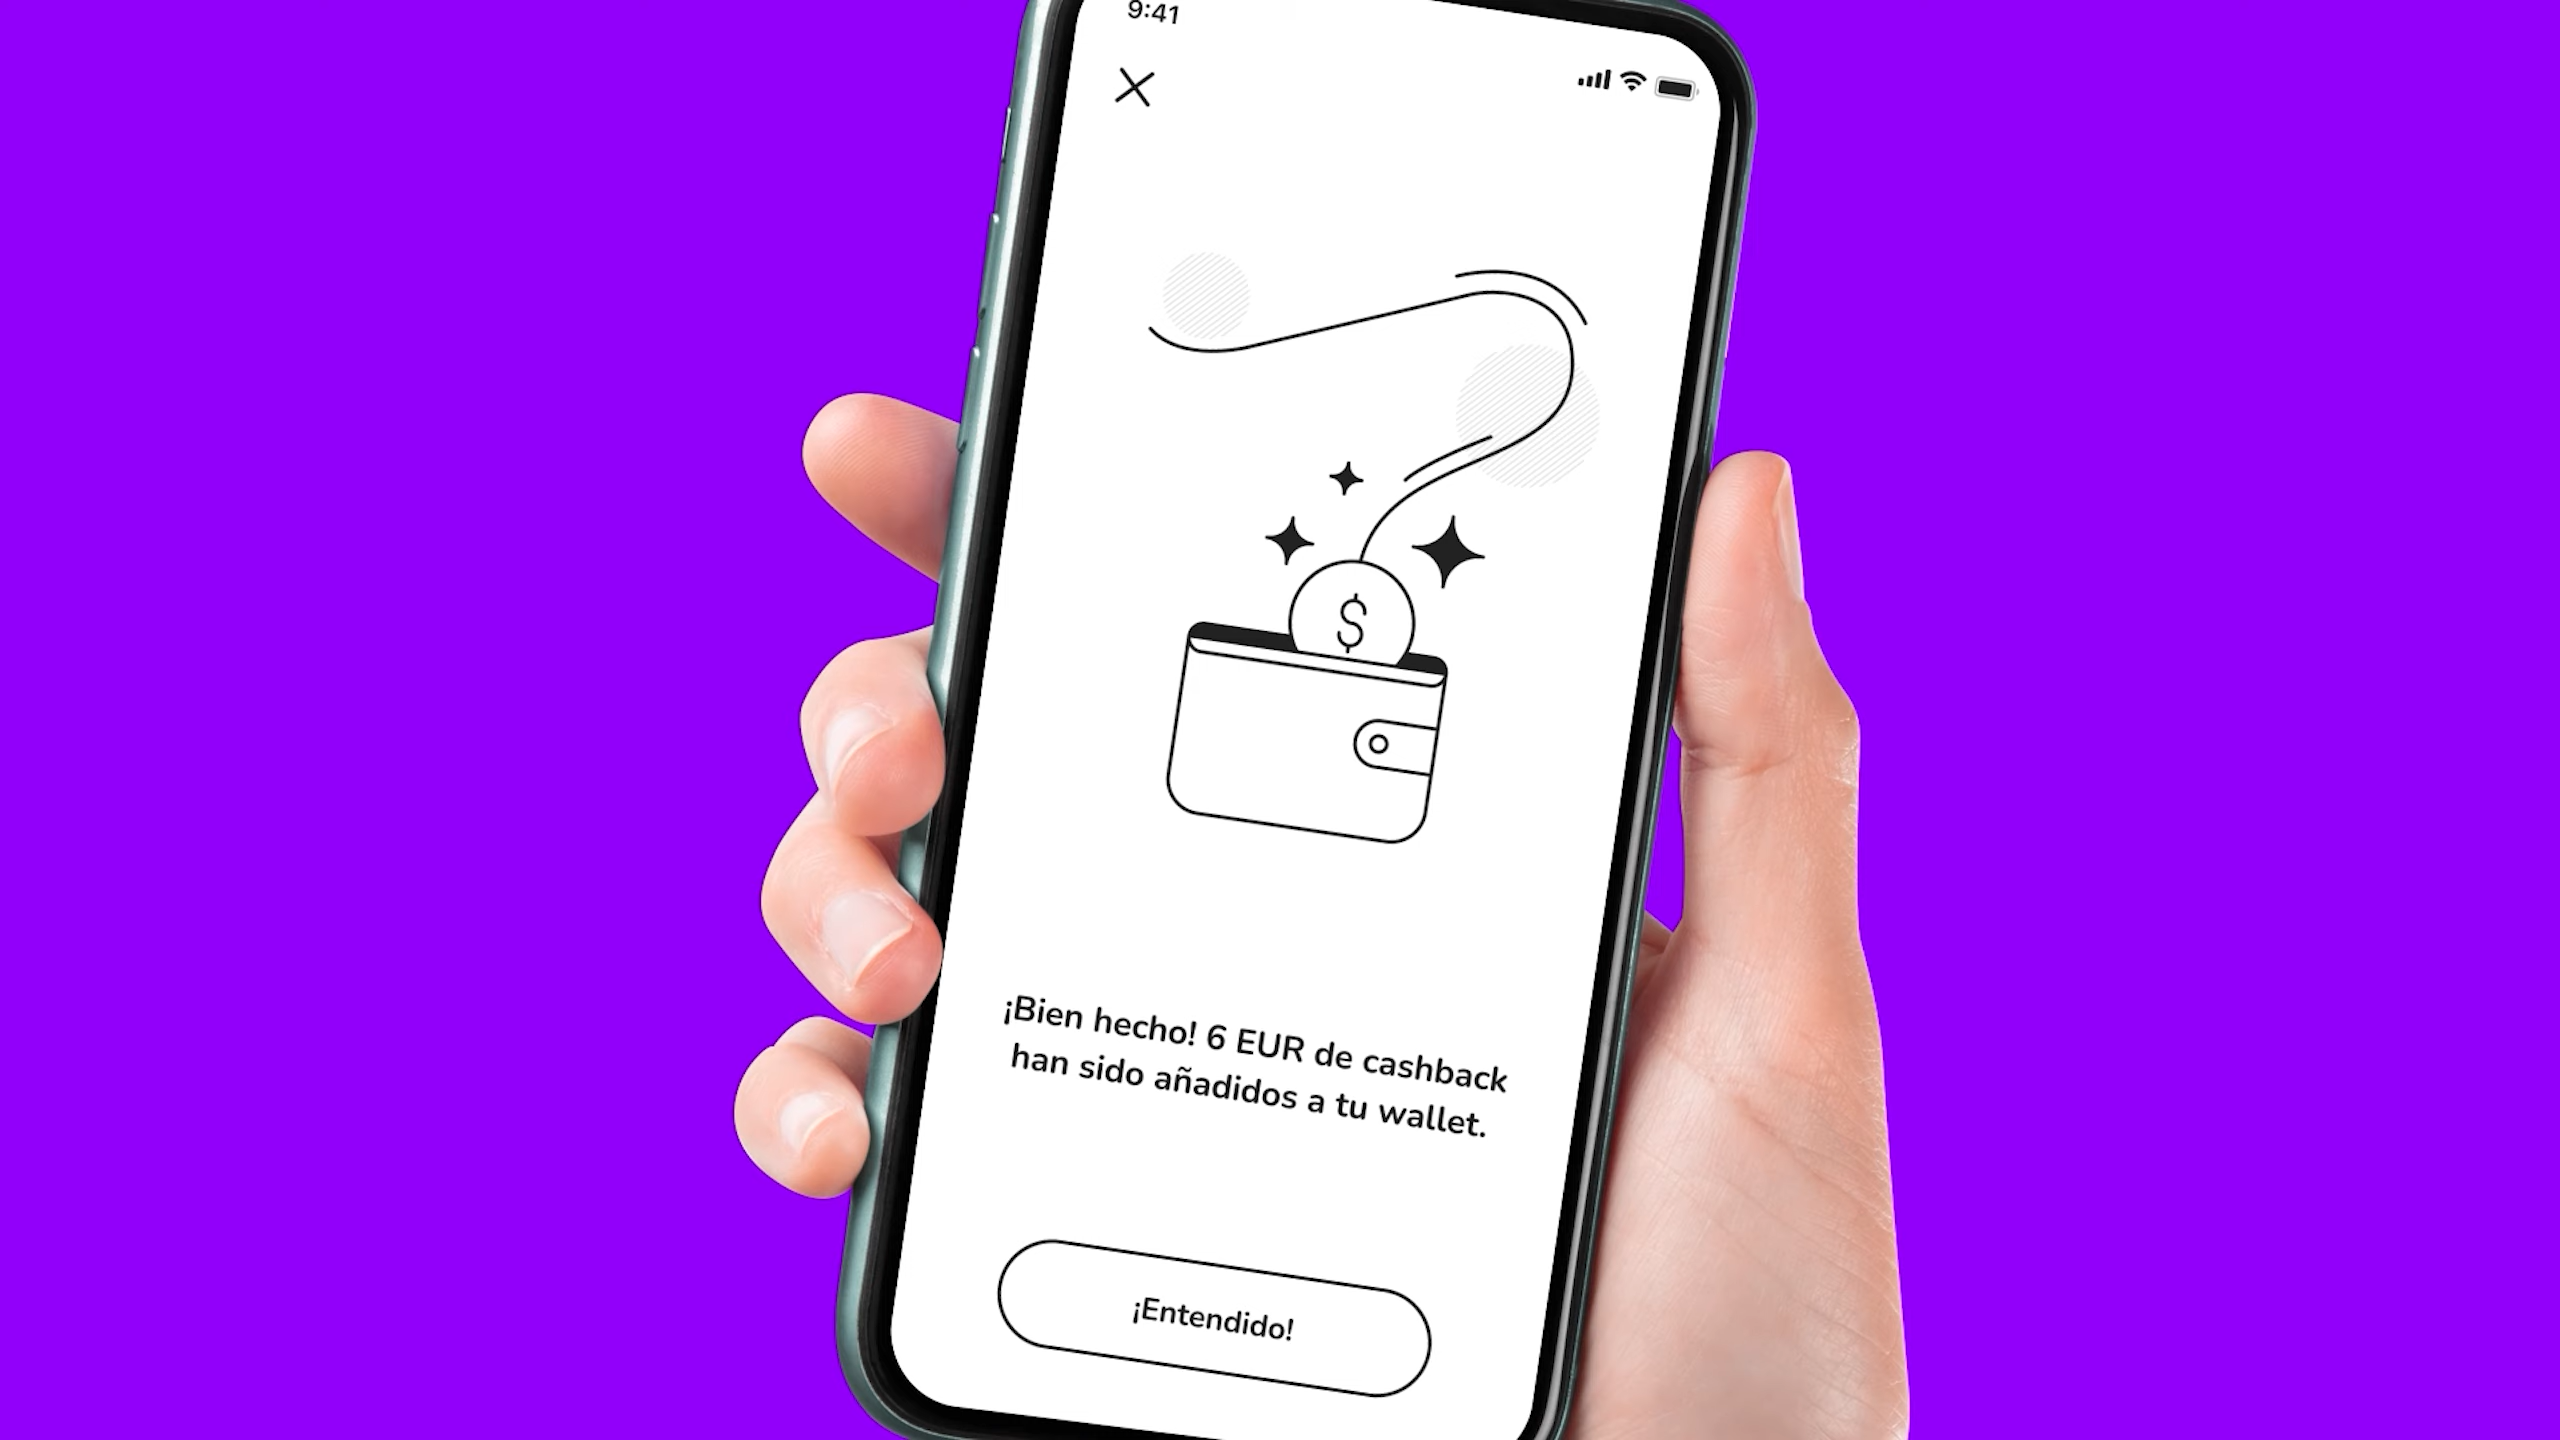 9:41
$
¡Bien hecho! 6 EUR de cashback
han sido añadidos a tu wallet.
¡Entendido!